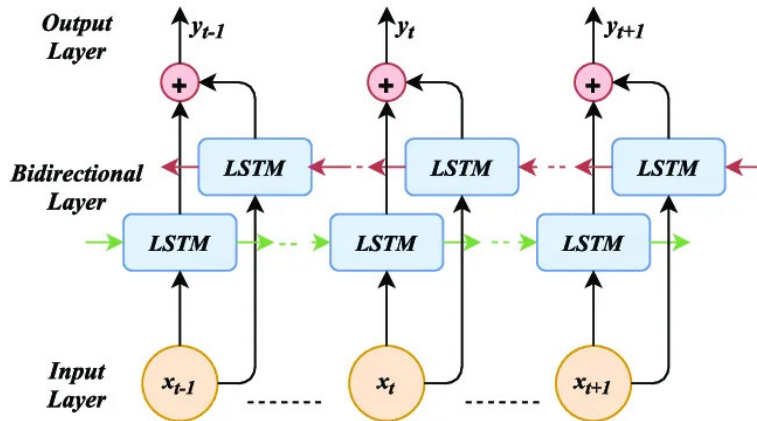 Output Layer
y_{t-1} y_t y_{t+1}
+ + +
Bidirectional Layer
LSTM LSTM LSTM
LSTM LSTM LSTM
Input Layer
x_{t-1} x_t x_{t+1}